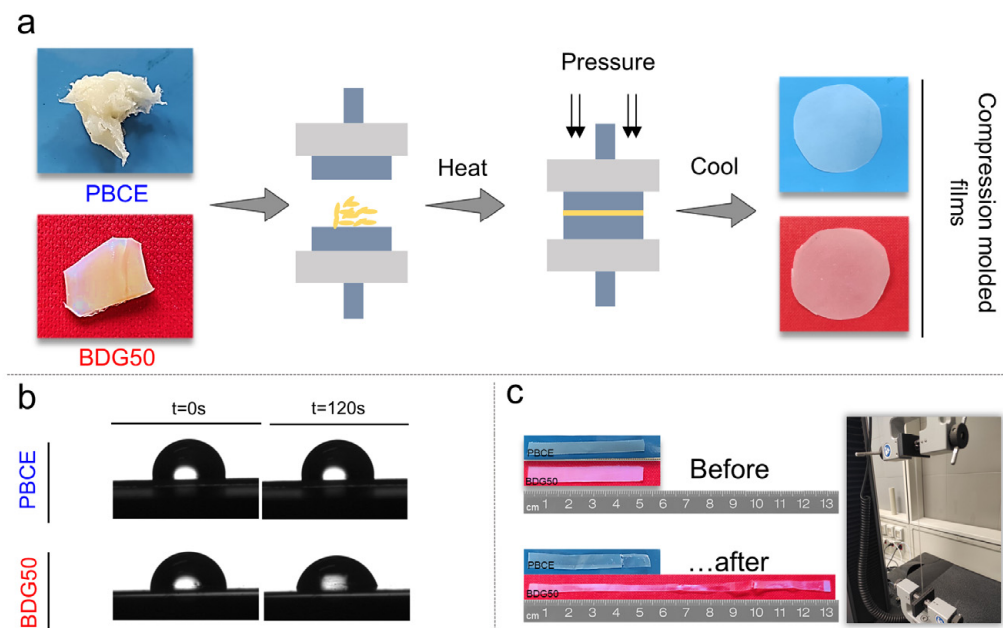 a
PBCE
BDG50
Heat
Pressure
Cool
Compression molded
films
b
t=0s
t=120s
PBCE
BDG50
c
PBCE
BDG50
Before
cm 1 2 3 4 5 6 7 8 9 10 11 12 13
PBCE
...after
BDG50
cm 1 2 3 4 5 6 7 8 9 10 11 12 13